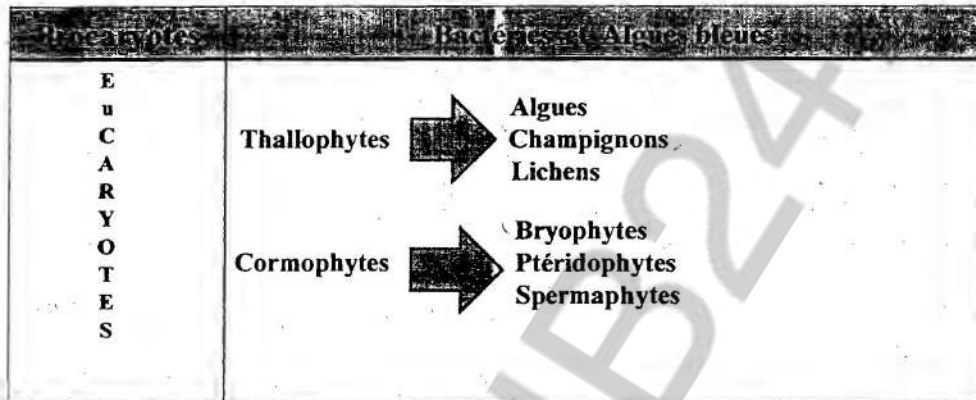 Procaryotes Bactéries et Algues bleues
E
u
C
A
R
Y
O
T
E
S
Thallophytes
Algues
Champignons
Lichens
Cormophytes
Bryophytes
Ptéridophytes
Spermaphytes